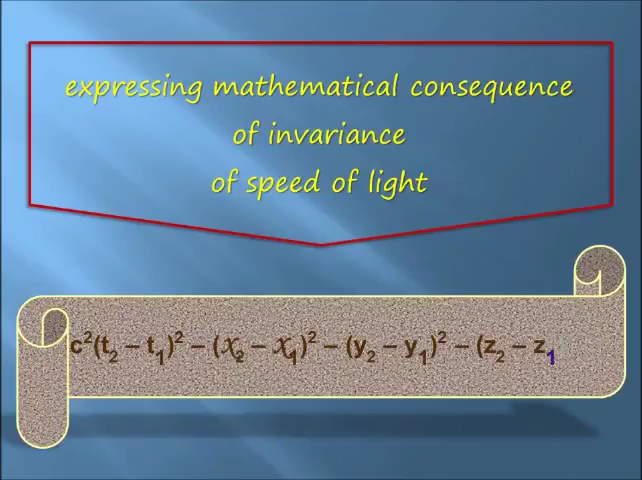 expressing mathematical consequence
of invariance
of speed of light
c²(t₂ – t₁)² – (x₂ – x₁)² – (y₂ – y₁)² – (z₂ – z₁